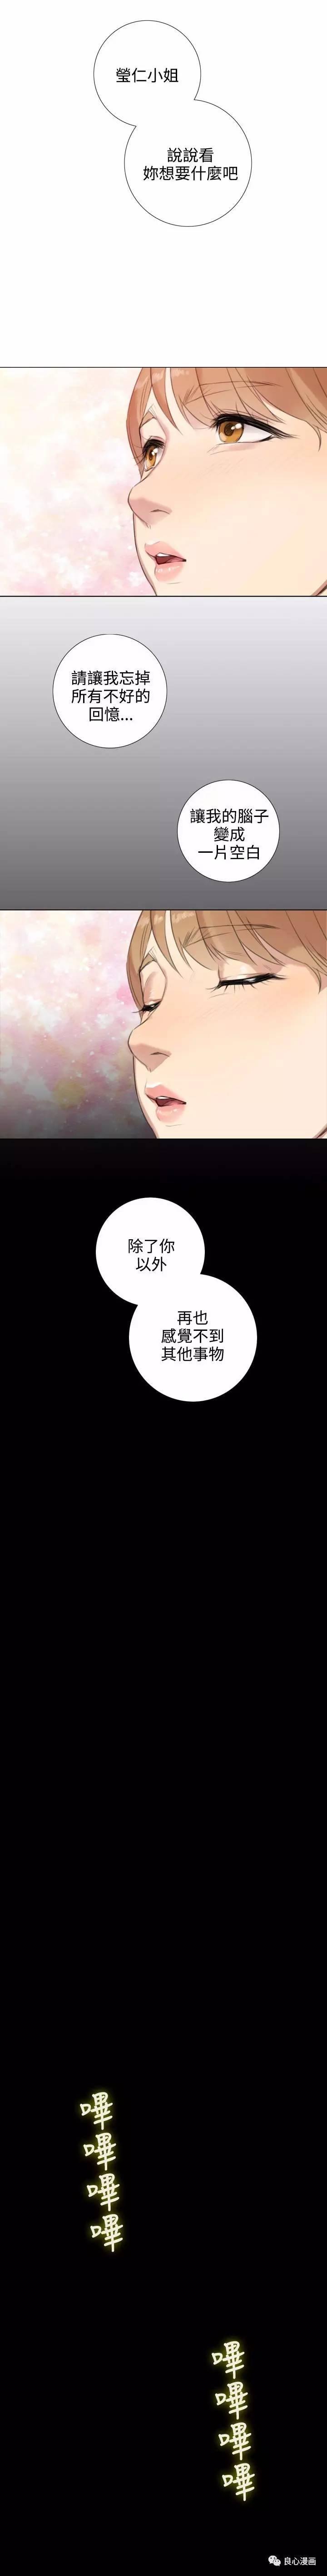 瑩仁小姐
說說看
妳想要什麼吧
請讓我忘掉
所有不好的
回憶...
讓我的腦子
變成
一片空白
除了你
以外
再也
感覺不到
其他事物
嗶
嗶
嗶
嗶
嗶
嗶
嗶
嗶
良心漫画